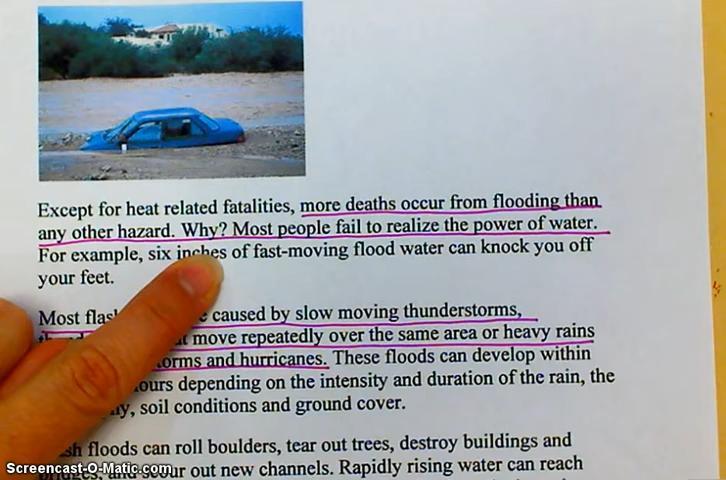 Except for heat related fatalities, more deaths occur from flooding than
any other hazard. Why? Most people fail to realize the power of water.
For example, six inches of fast-moving flood water can knock you off
your feet.
Most caused by slow moving thunderstorms,
move repeatedly over the same area or heavy rains
and hurricanes. These floods can develop within
depending on the intensity and duration of the rain, the
soil conditions and ground cover.
floods can roll boulders, tear out trees, destroy buildings and
out new channels. Rapidly rising water can reach
Screencast-O-Matic.com